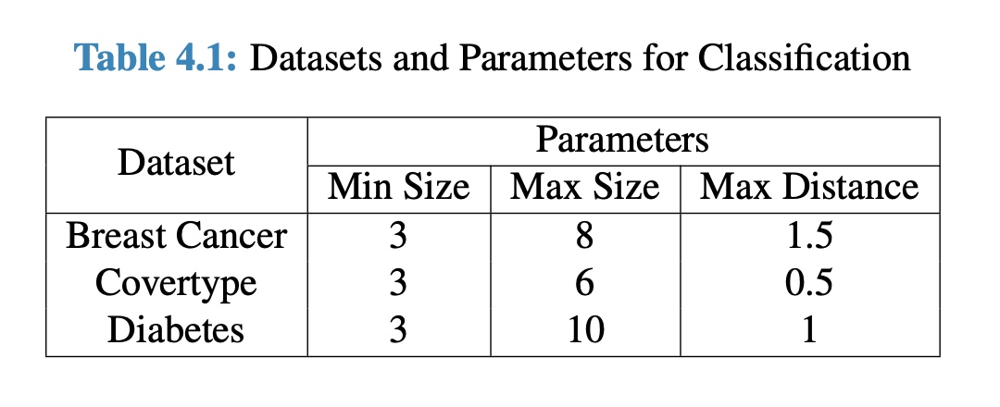 Table 4.1: Datasets and Parameters for Classification
Dataset
Parameters
Min Size Max Size Max Distance
Breast Cancer 3 8 1.5
Covertype 3 6 0.5
Diabetes 3 10 1